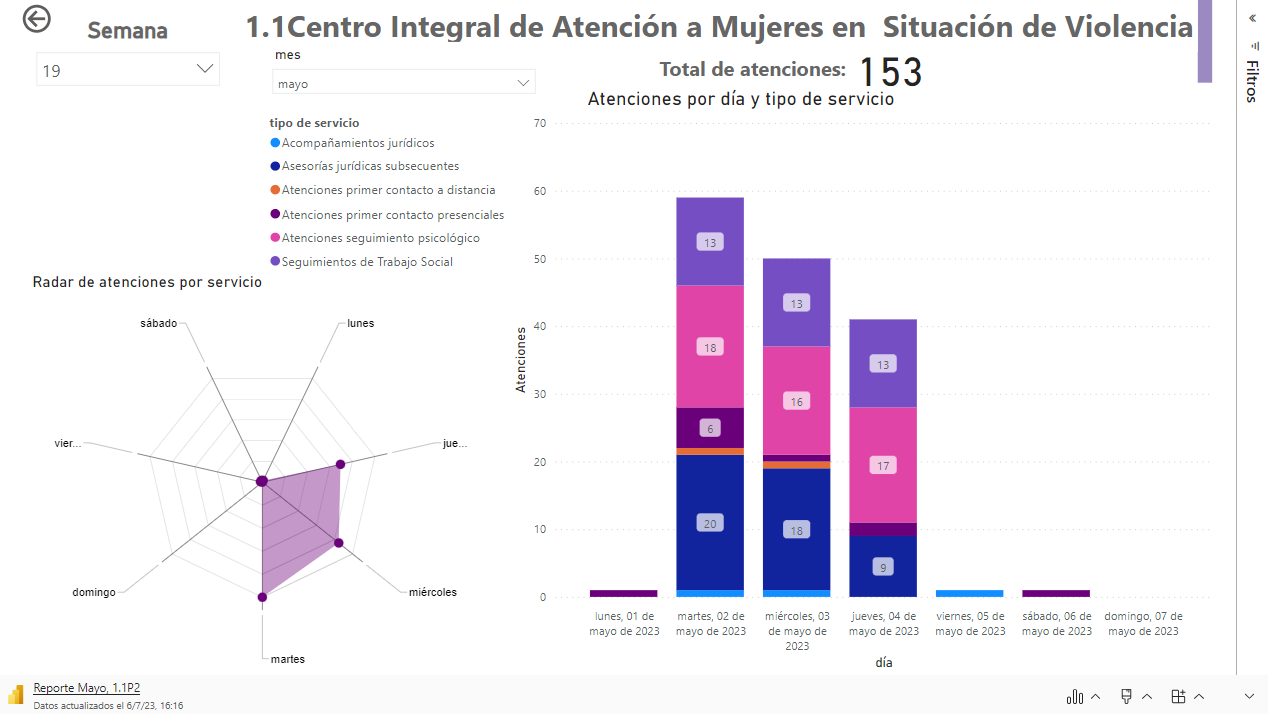 Semana
1.1Centro Integral de Atención a Mujeres en  Situación de Violencia
19
mes
mayo
Total de atenciones: 153
Atenciones por día y tipo de servicio
tipo de servicio
Acompañamientos jurídicos
Asesorías jurídicas subsecuentes
Atenciones primer contacto a distancia
Atenciones primer contacto presenciales
Atenciones seguimiento psicológico
Seguimientos de Trabajo Social
Radar de atenciones por servicio
sábado
lunes
vier...
jue...
domingo
miércoles
martes
Atenciones
70
60
50
40
30
20
10
0
13
18
6
20
13
16
18
13
17
9
lunes, 01 de
mayo de 2023
martes, 02 de
mayo de 2023
miércoles, 03
de mayo de
2023
jueves, 04 de
mayo de 2023
viernes, 05 de
mayo de 2023
sábado, 06 de
mayo de 2023
domingo, 07 de
mayo de 2023
día
Filtros
Reporte Mayo, 1.1P2
Datos actualizados el 6/7/23, 16:16